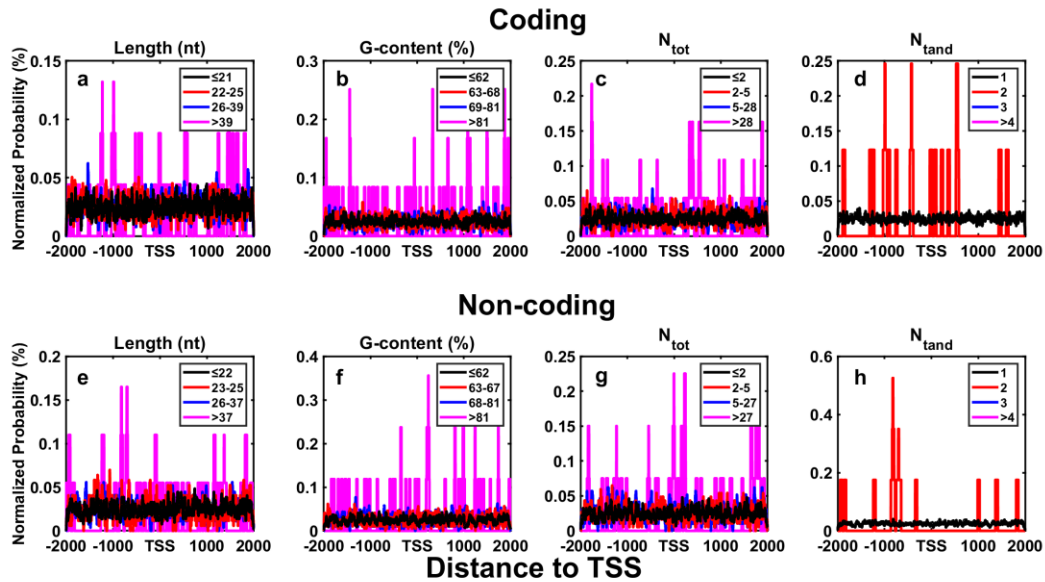 Coding
Length (nt)
G-content (%)
N_tot
N_tand
Normalized Probability (%)
a
≤21
22-25
26-39
>39
0.15
0.1
0.05
0
-2000 -1000 TSS 1000 2000
b
≤62
63-68
69-81
>81
0.3
0.2
0.1
0
-2000 -1000 TSS 1000 2000
c
≤2
2-5
5-28
>28
0.25
0.2
0.15
0.1
0.05
0
-2000 -1000 TSS 1000 2000
d
1
2
3
>4
0.25
0.2
0.15
0.1
0.05
0
-2000 -1000 TSS 1000 2000
Non-coding
Length (nt)
G-content (%)
N_tot
N_tand
Normalized Probability (%)
e
≤22
23-25
26-37
>37
0.2
0.15
0.1
0.05
0
-2000 -1000 TSS 1000 2000
f
≤62
63-67
68-81
>81
0.4
0.3
0.2
0.1
0
-2000 -1000 TSS 1000 2000
g
≤2
2-5
5-27
>27
0.25
0.2
0.15
0.1
0.05
0
-2000 -1000 TSS 1000 2000
h
1
2
3
>4
0.6
0.4
0.2
0
-2000 -1000 TSS 1000 2000
Distance to TSS